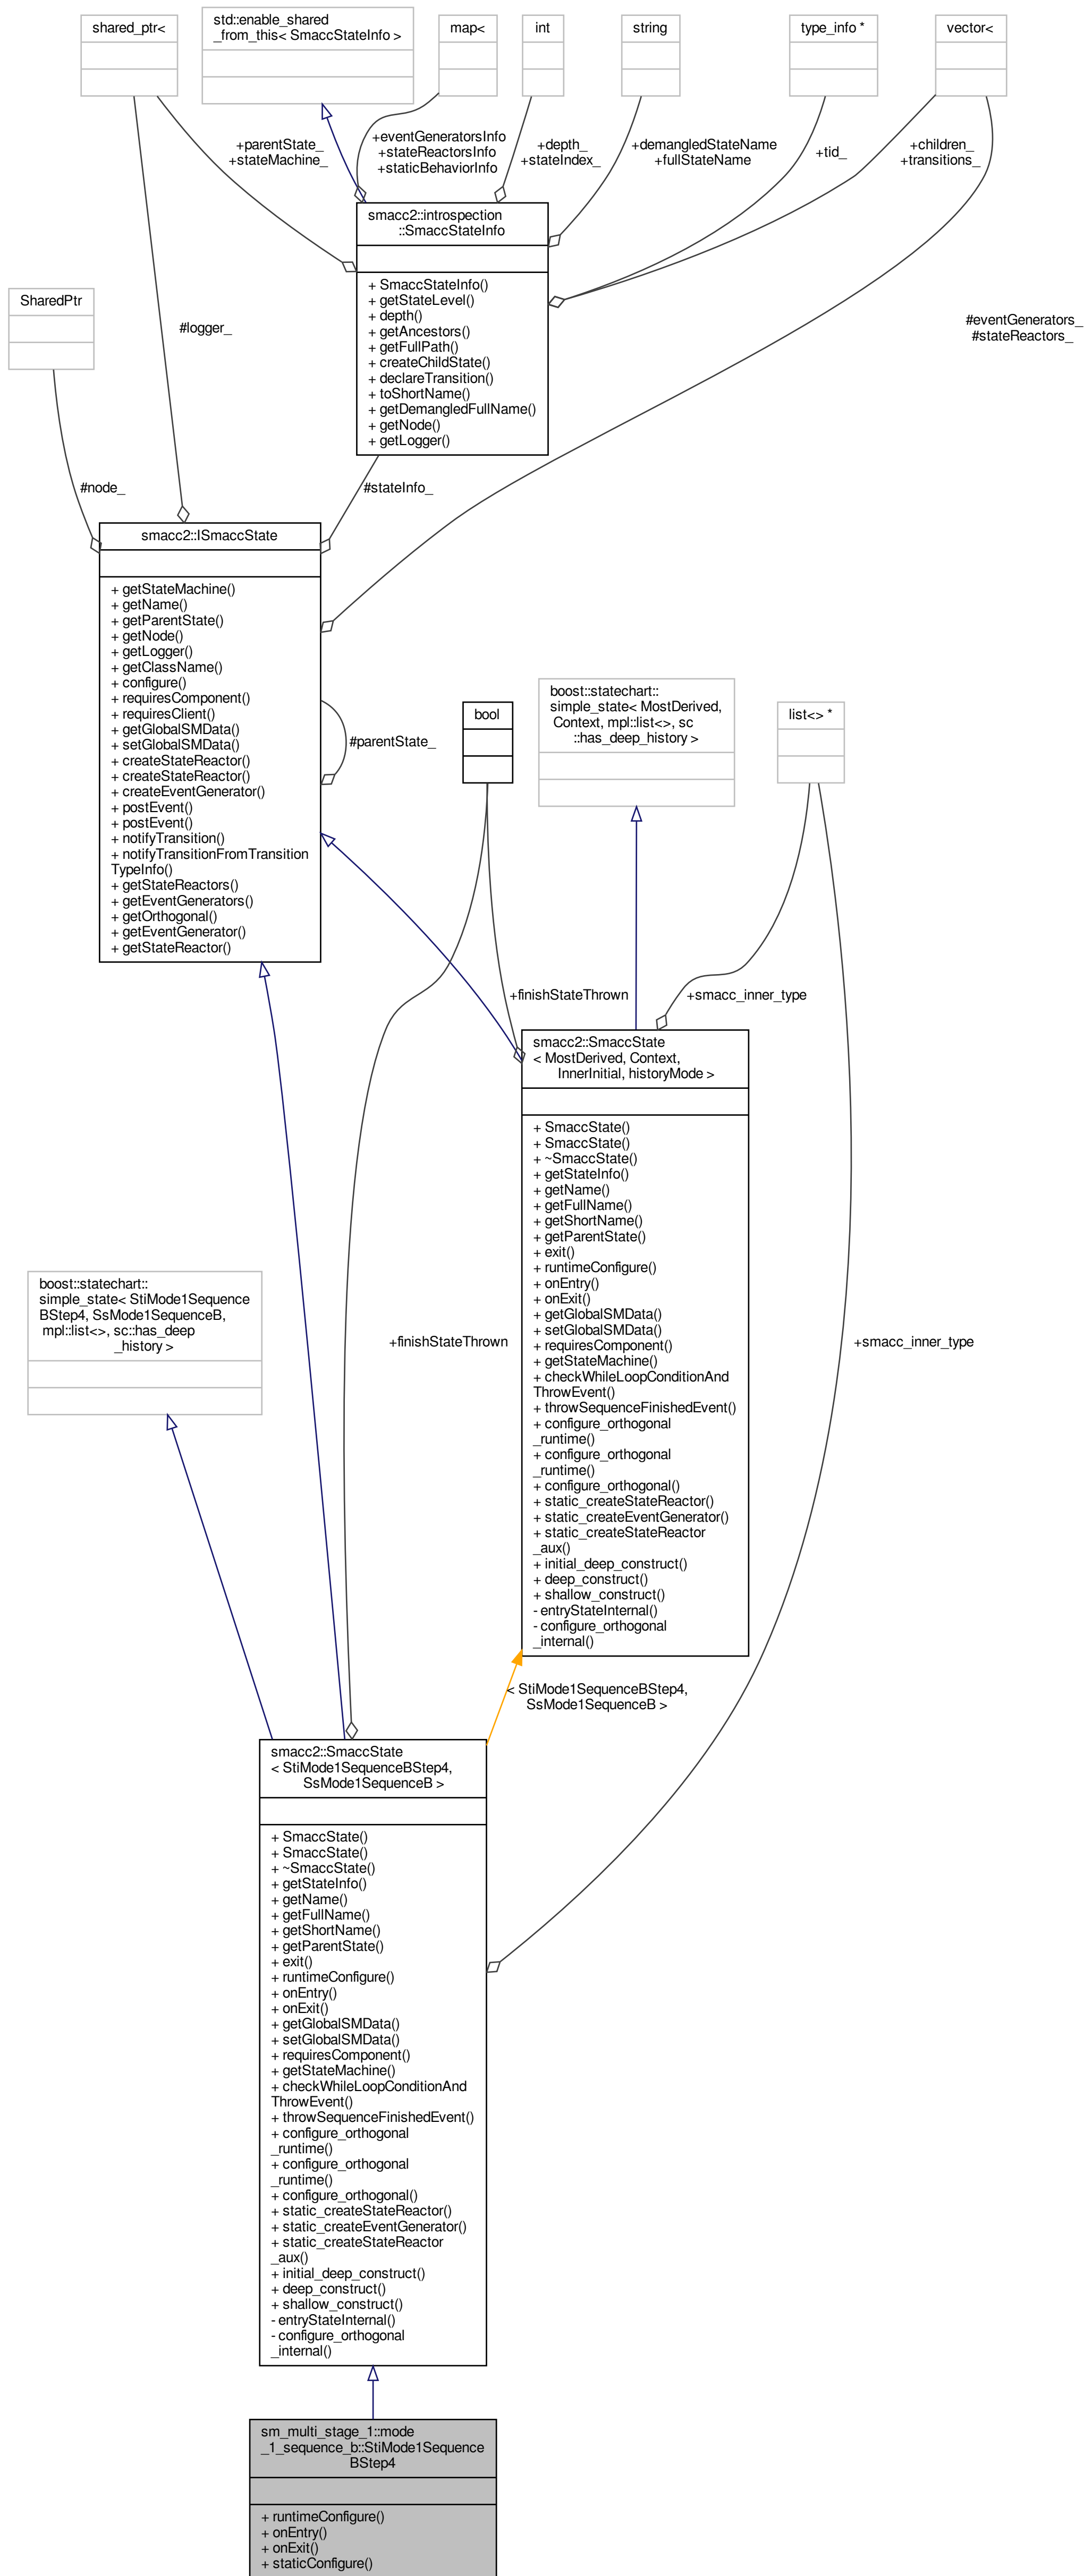 shared_ptr<
std::enable_shared
_from_this< SmaccStateInfo >
map<
int
string
type_info *
vector<
+parentState_
+stateMachine_
+eventGeneratorsInfo
+stateReactorsInfo
+staticBehaviorInfo
+depth_
+stateIndex_
+demangledStateName
+fullStateName
+tid_
+children_
+transitions_
smacc2::introspection
::SmaccStateInfo
+ SmaccStateInfo()
+ getStateLevel()
+ depth()
+ getAncestors()
+ getFullPath()
+ createChildState()
+ declareTransition()
+ toShortName()
+ getDemangledFullName()
+ getNode()
+ getLogger()
SharedPtr
#logger_
#eventGenerators_
#stateReactors_
#node_
#stateInfo_
smacc2::ISmaccState
+ getStateMachine()
+ getName()
+ getParentState()
+ getNode()
+ getLogger()
+ getClassName()
+ configure()
+ requiresComponent()
+ requiresClient()
+ getGlobalSMData()
+ setGlobalSMData()
+ createStateReactor()
+ createStateReactor()
+ createEventGenerator()
+ postEvent()
+ postEvent()
+ notifyTransition()
+ notifyTransitionFromTransition
TypeInfo()
+ getStateReactors()
+ getEventGenerators()
+ getOrthogonal()
+ getEventGenerator()
+ getStateReactor()
#parentState_
bool
boost::statechart::
simple_state< MostDerived,
Context, mpl::list<>, sc
::has_deep_history >
list<> *
+finishStateThrown
+smacc_inner_type
smacc2::SmaccState
< MostDerived, Context,
InnerInitial, historyMode >
+ SmaccState()
+ SmaccState()
+ ~SmaccState()
+ getStateInfo()
+ getName()
+ getFullName()
+ getShortName()
+ getParentState()
+ exit()
+ runtimeConfigure()
+ onEntry()
+ onExit()
+ getGlobalSMData()
+ setGlobalSMData()
+ requiresComponent()
+ getStateMachine()
+ checkWhileLoopConditionAnd
ThrowEvent()
+ throwSequenceFinishedEvent()
+ configure_orthogonal
_runtime()
+ configure_orthogonal
_runtime()
+ configure_orthogonal()
+ static_createStateReactor()
+ static_createEventGenerator()
+ static_createStateReactor
_aux()
+ initial_deep_construct()
+ deep_construct()
+ shallow_construct()
- entryStateInternal()
- configure_orthogonal
_internal()
boost::statechart::
simple_state< StiMode1Sequence
BStep4, SsMode1SequenceB,
mpl::list<>, sc::has_deep
_history >
+finishStateThrown
+smacc_inner_type
< StiMode1SequenceBStep4,
SsMode1SequenceB >
smacc2::SmaccState
< StiMode1SequenceBStep4,
SsMode1SequenceB >
+ SmaccState()
+ SmaccState()
+ ~SmaccState()
+ getStateInfo()
+ getName()
+ getFullName()
+ getShortName()
+ getParentState()
+ exit()
+ runtimeConfigure()
+ onEntry()
+ onExit()
+ getGlobalSMData()
+ setGlobalSMData()
+ requiresComponent()
+ getStateMachine()
+ checkWhileLoopConditionAnd
ThrowEvent()
+ throwSequenceFinishedEvent()
+ configure_orthogonal
_runtime()
+ configure_orthogonal
_runtime()
+ configure_orthogonal()
+ static_createStateReactor()
+ static_createEventGenerator()
+ static_createStateReactor
_aux()
+ initial_deep_construct()
+ deep_construct()
+ shallow_construct()
- entryStateInternal()
- configure_orthogonal
_internal()
sm_multi_stage_1::mode
_1_sequence_b::StiMode1Sequence
BStep4
+ runtimeConfigure()
+ onEntry()
+ onExit()
+ staticConfigure()